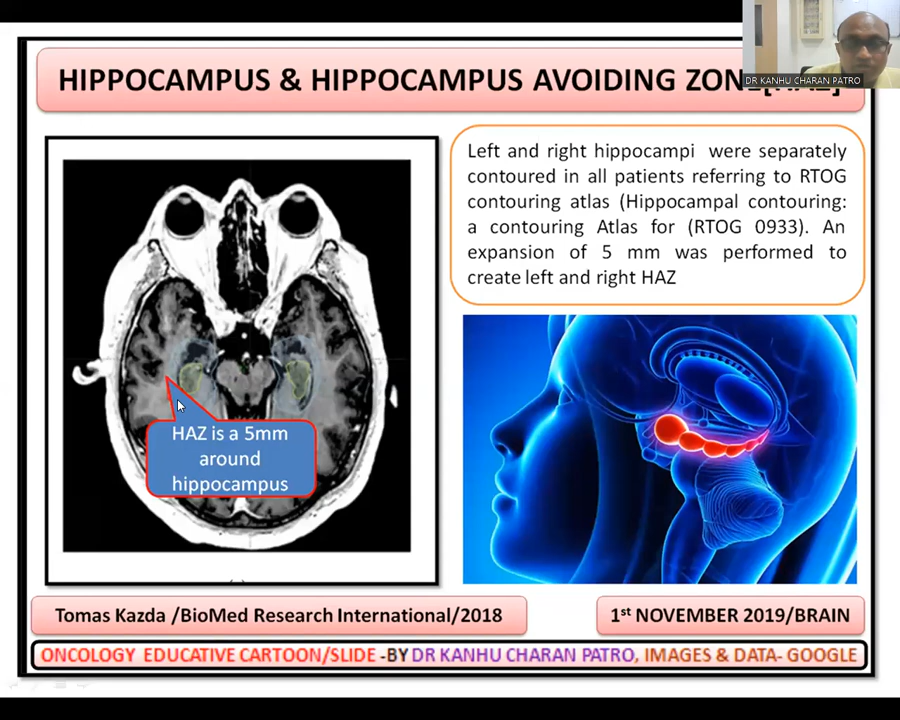 HIPPOCAMPUS & HIPPOCAMPUS AVOIDING
DR KANHU CHARAN PATRO
Left and right hippocampi were separately
contoured in all patients referring to RTOG
contouring atlas (Hippocampal contouring:
a contouring Atlas for (RTOG 0933). An
expansion of 5 mm was performed to
create left and right HAZ
HAZ is a 5mm
around
hippocampus
Tomas Kazda /BioMed Research International/2018
1st NOVEMBER 2019/BRAIN
ONCOLOGY EDUCATIVE CARTOON/SLIDE -BY DR KANHU CHARAN PATRO, IMAGES & DATA- GOOGLE